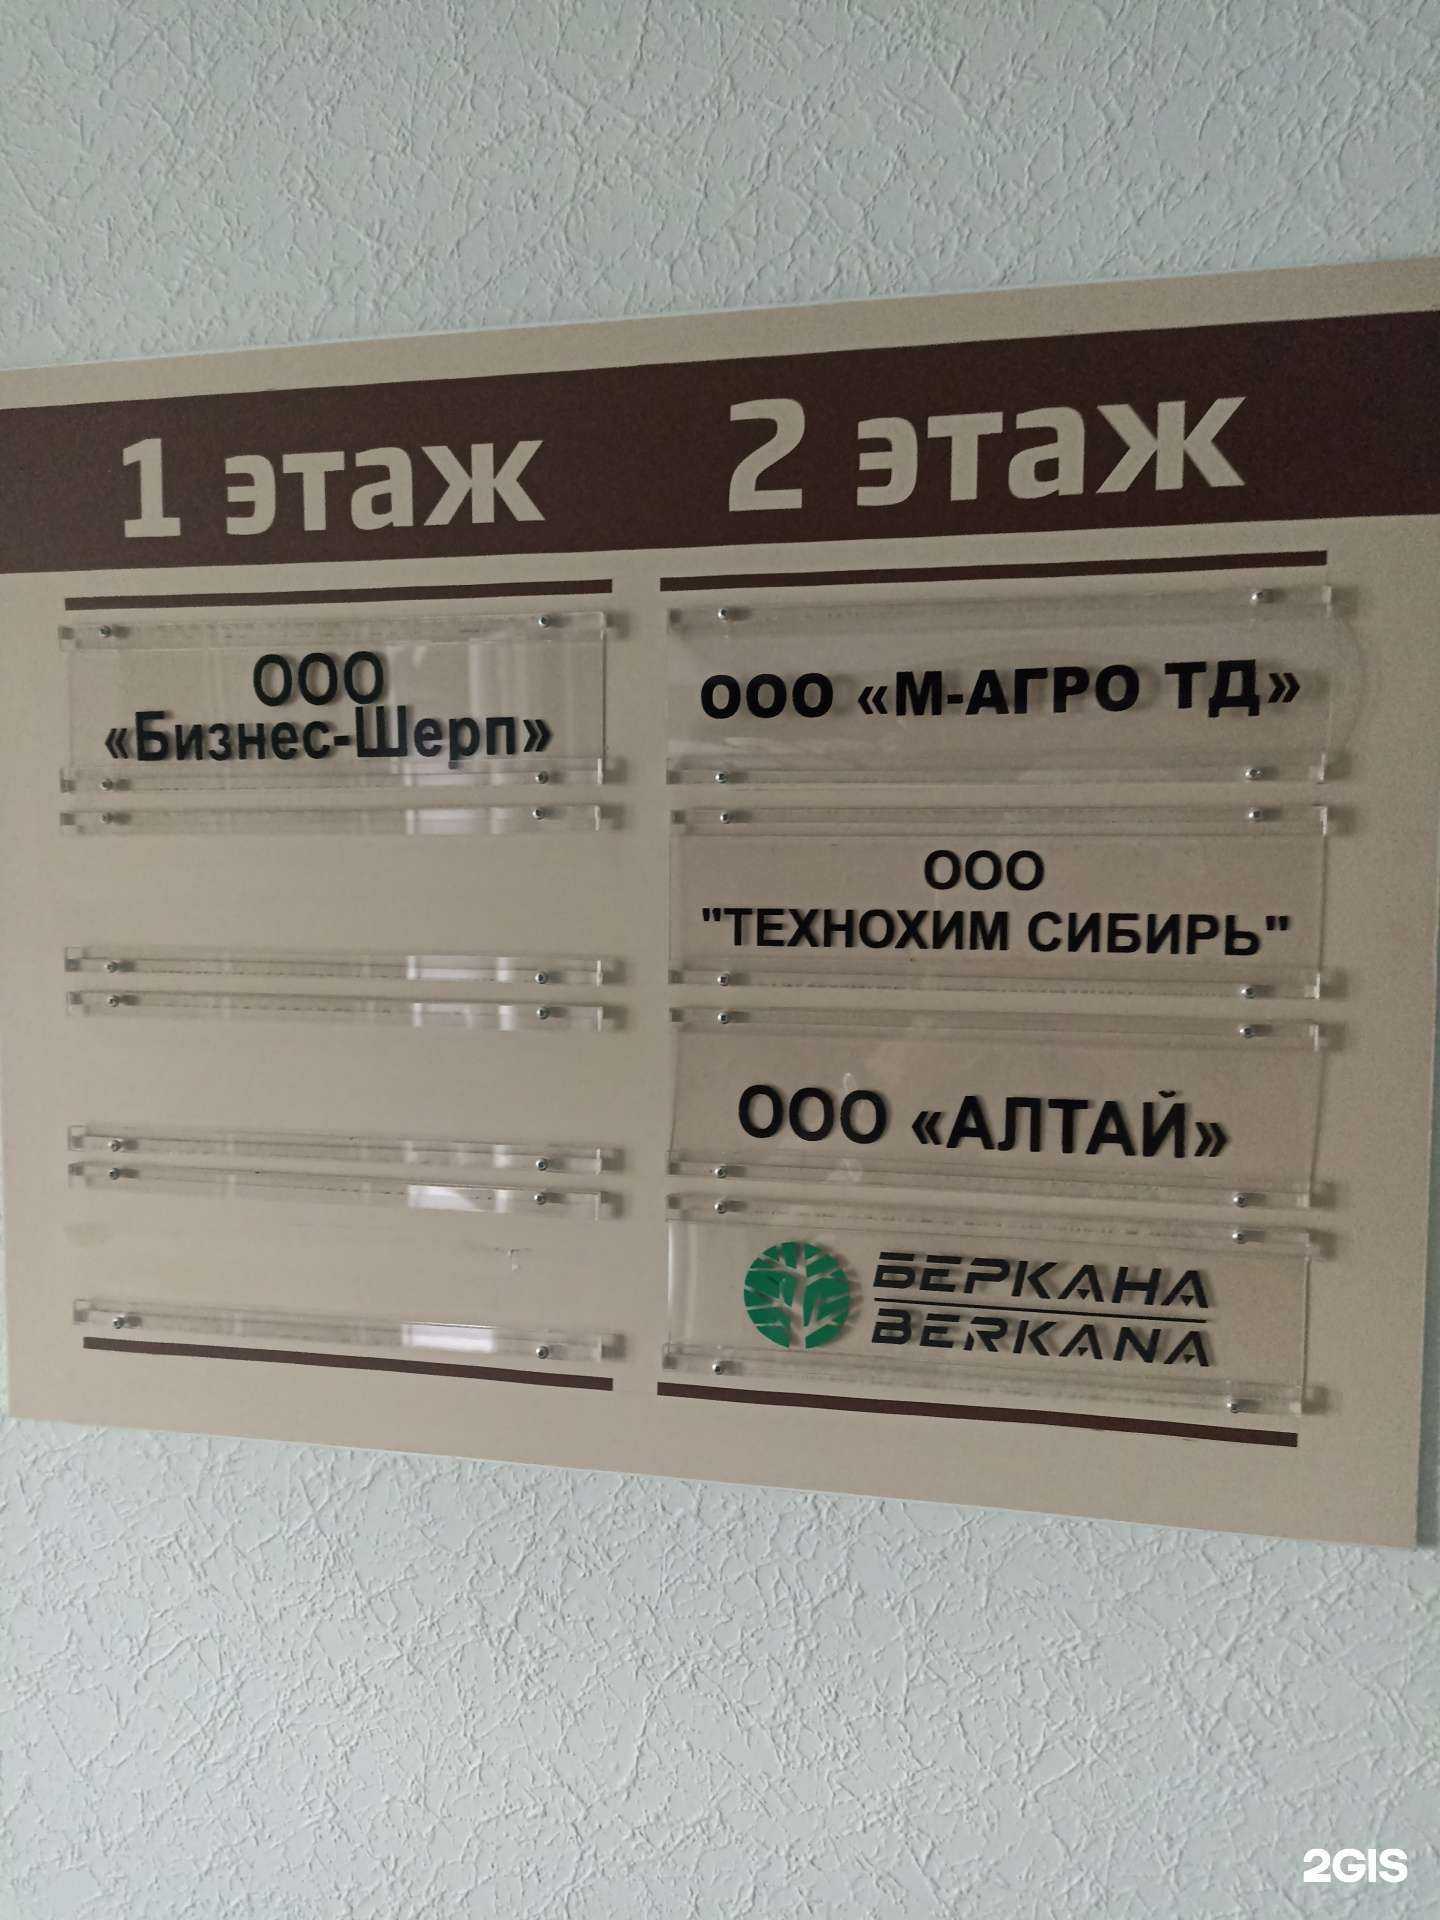 1 этаж
ООО
«Бизнес-Шерп»
2 этаж
ООО «М-АГРО ТД»
ООО
"ТЕХНОХИМ СИБИРЬ"
ООО «АЛТАЙ»
БЕРКАНА
BERKANA
2GIS